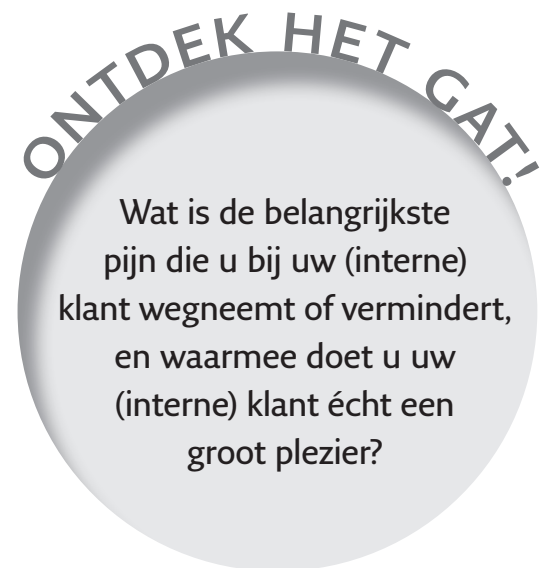 ONTDEK HET GAT!
Wat is de belangrijkste
pijn die u bij uw (interne)
klant wegneemt of vermindert,
en waarmee doet u uw
(interne) klant écht een
groot plezier?